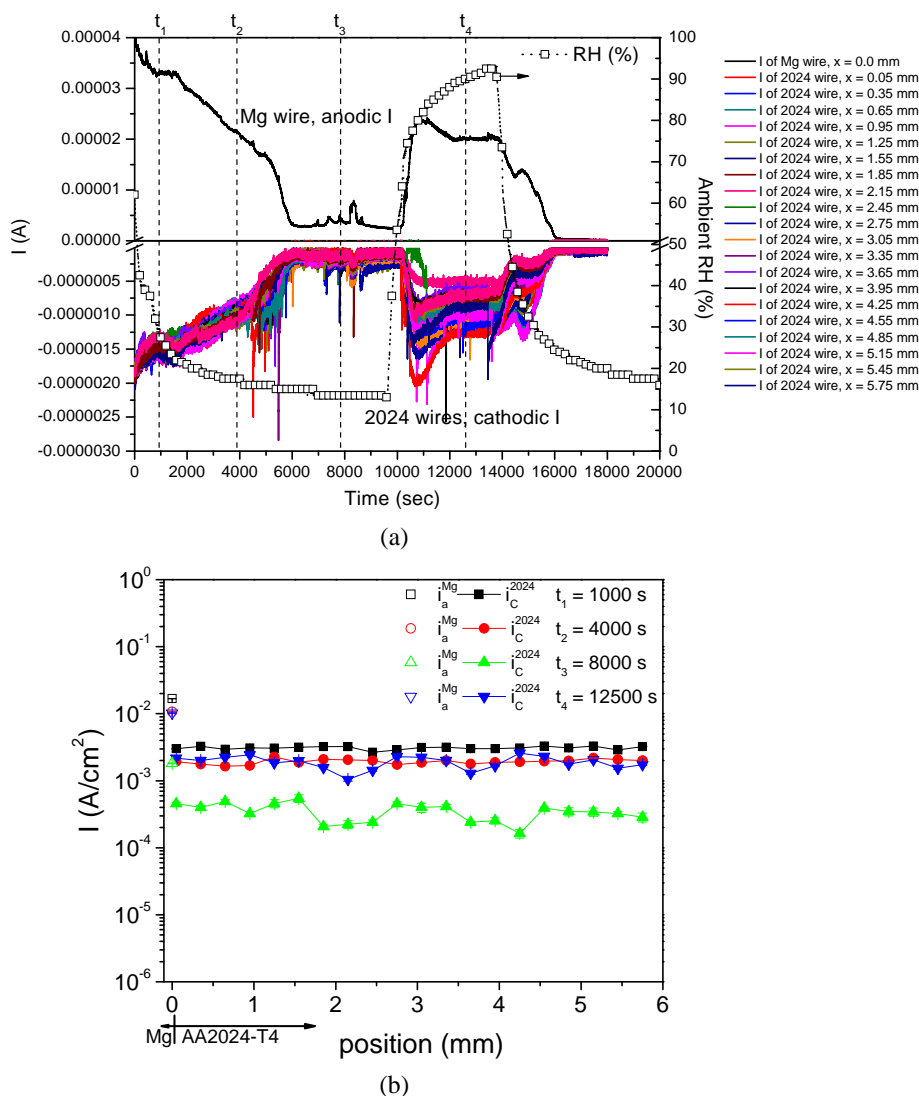 t1 t2 t3 t4
0.00004
0.00003
0.00002
0.00001
0.00000
-0.0000005
-0.0000010
-0.0000015
-0.0000020
-0.0000025
-0.0000030
I (A)
0 2000 4000 6000 8000 10000 12000 14000 16000 18000 20000
Time (sec)
100
90
80
70
60
50
40
30
20
10
0
Ambient RH (%)
RH (%)
Mg wire, anodic I
2024 wires, cathodic I
I of Mg wire, x = 0.0 mm
I of 2024 wire, x = 0.05 mm
I of 2024 wire, x = 0.35 mm
I of 2024 wire, x = 0.65 mm
I of 2024 wire, x = 0.95 mm
I of 2024 wire, x = 1.25 mm
I of 2024 wire, x = 1.55 mm
I of 2024 wire, x = 1.85 mm
I of 2024 wire, x = 2.15 mm
I of 2024 wire, x = 2.45 mm
I of 2024 wire, x = 2.75 mm
I of 2024 wire, x = 3.05 mm
I of 2024 wire, x = 3.35 mm
I of 2024 wire, x = 3.65 mm
I of 2024 wire, x = 3.95 mm
I of 2024 wire, x = 4.25 mm
I of 2024 wire, x = 4.55 mm
I of 2024 wire, x = 4.85 mm
I of 2024 wire, x = 5.15 mm
I of 2024 wire, x = 5.45 mm
I of 2024 wire, x = 5.75 mm
(a)
10^0
10^-1
10^-2
10^-3
10^-4
10^-5
10^-6
I (A/cm^2)
i_a^Mg i_C^2024 t_1 = 1000 s
i_a^Mg i_C^2024 t_2 = 4000 s
i_a^Mg i_C^2024 t_3 = 8000 s
i_a^Mg i_C^2024 t_4 = 12500 s
0 1 2 3 4 5 6
Mg AA2024-T4
position (mm)
(b)